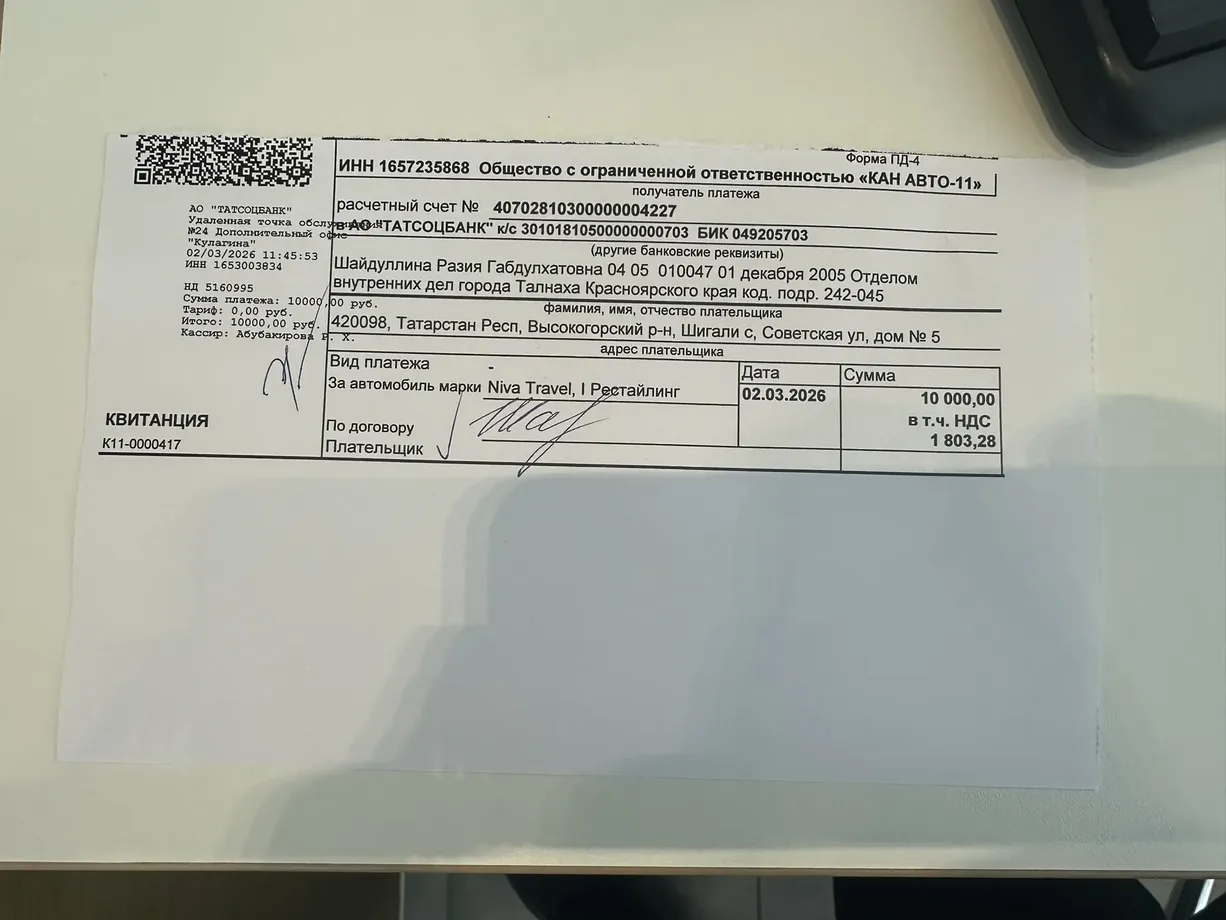 Форма ПД-4
ИНН 1657235868 Общество с ограниченной ответственностью «КАН АВТО-11»
получатель платежа
расчетный счет № 40702810300000004227
в АО "ТАТСОЦБАНК" к/с 30101810500000000703 БИК 049205703
(другие банковские реквизиты)
Шайдуллина Разия Габдулхатовна 04 05 010047 01 декабря 2005 Отделом
внутренних дел города Талнаха Красноярского края код. подр. 242-045
фамилия, имя, отчество плательщика
420098, Татарстан Респ, Высокогорский р-н, Шигали с, Советская ул, дом № 5
адрес плательщика
Вид платежа -
За автомобиль марки Niva Travel, I Рестайлинг
По договору
Плательщик
Дата
02.03.2026
Сумма
10 000,00
в т.ч. НДС
1 803,28
АО "ТАТСОЦБАНК"
Удаленная точка обслуживания
№24 Дополнительный офис
"Кулагина"
02/03/2026 11:45:53
ИНН 1653003834
НД 5160995
Сумма платежа: 10000,00 руб.
Тариф: 0,00 руб.
Итого: 10000,00 руб.
Кассир: Абубакирова Р. Х.
КВИТАНЦИЯ
К11-0000417